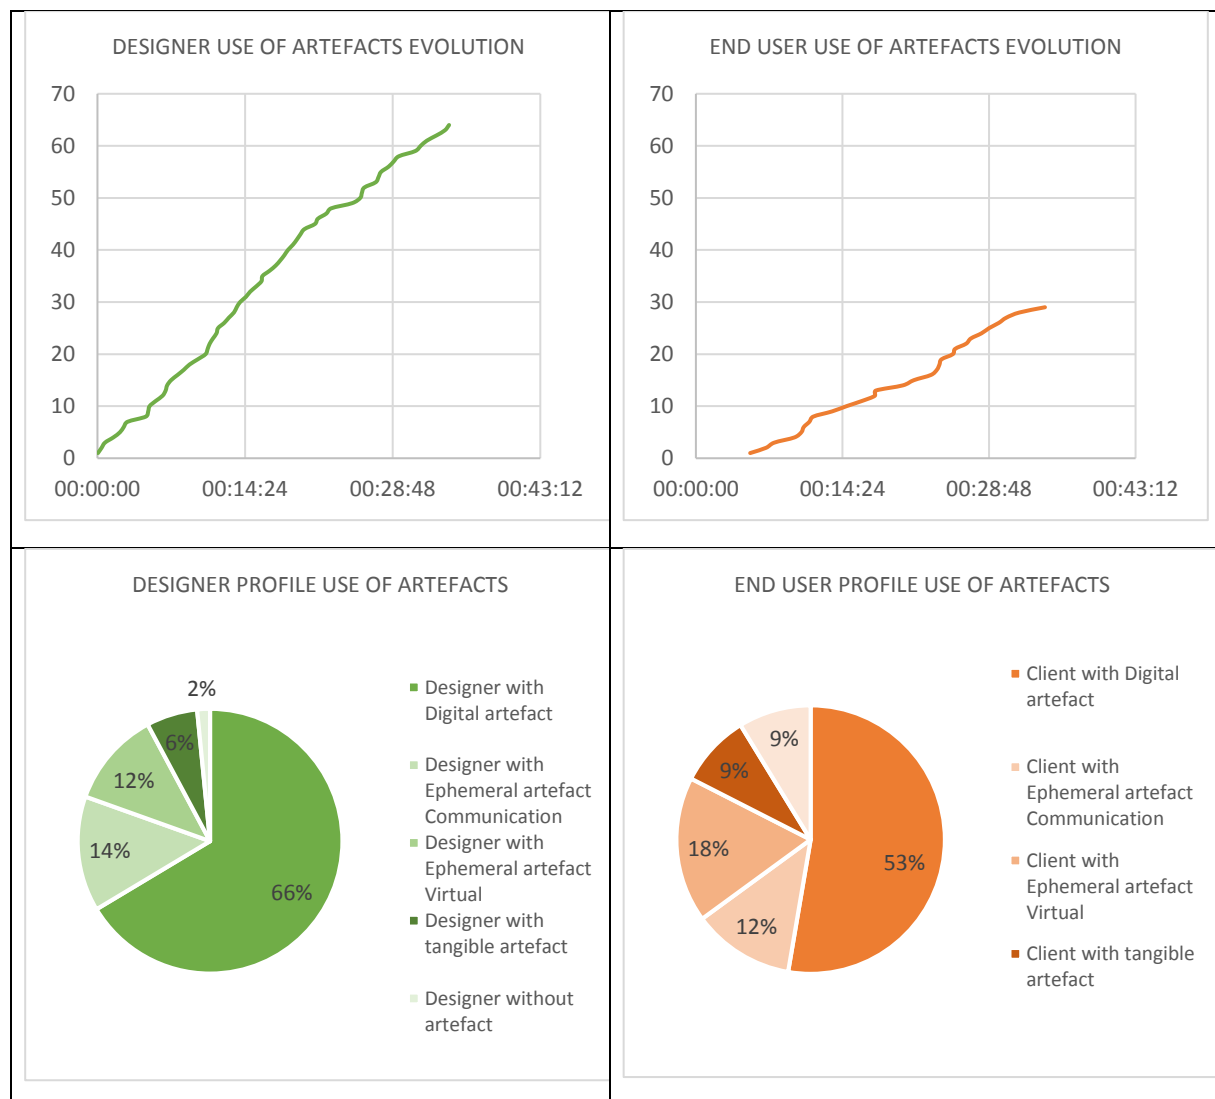 DESIGNER USE OF ARTEFACTS EVOLUTION
70
60
50
40
30
20
10
0
00:00:00 00:14:24 00:28:48 00:43:12
END USER USE OF ARTEFACTS EVOLUTION
70
60
50
40
30
20
10
0
00:00:00 00:14:24 00:28:48 00:43:12
DESIGNER PROFILE USE OF ARTEFACTS
2%
6%
12%
14%
66%
Designer with
Digital artefact
Designer with
Ephemeral artefact
Communication
Designer with
Ephemeral artefact
Virtual
Designer with
tangible artefact
Designer without
artefact
END USER PROFILE USE OF ARTEFACTS
9%
9%
18%
12%
53%
Client with Digital
artefact
Client with
Ephemeral artefact
Communication
Client with
Ephemeral artefact
Virtual
Client with tangible
artefact